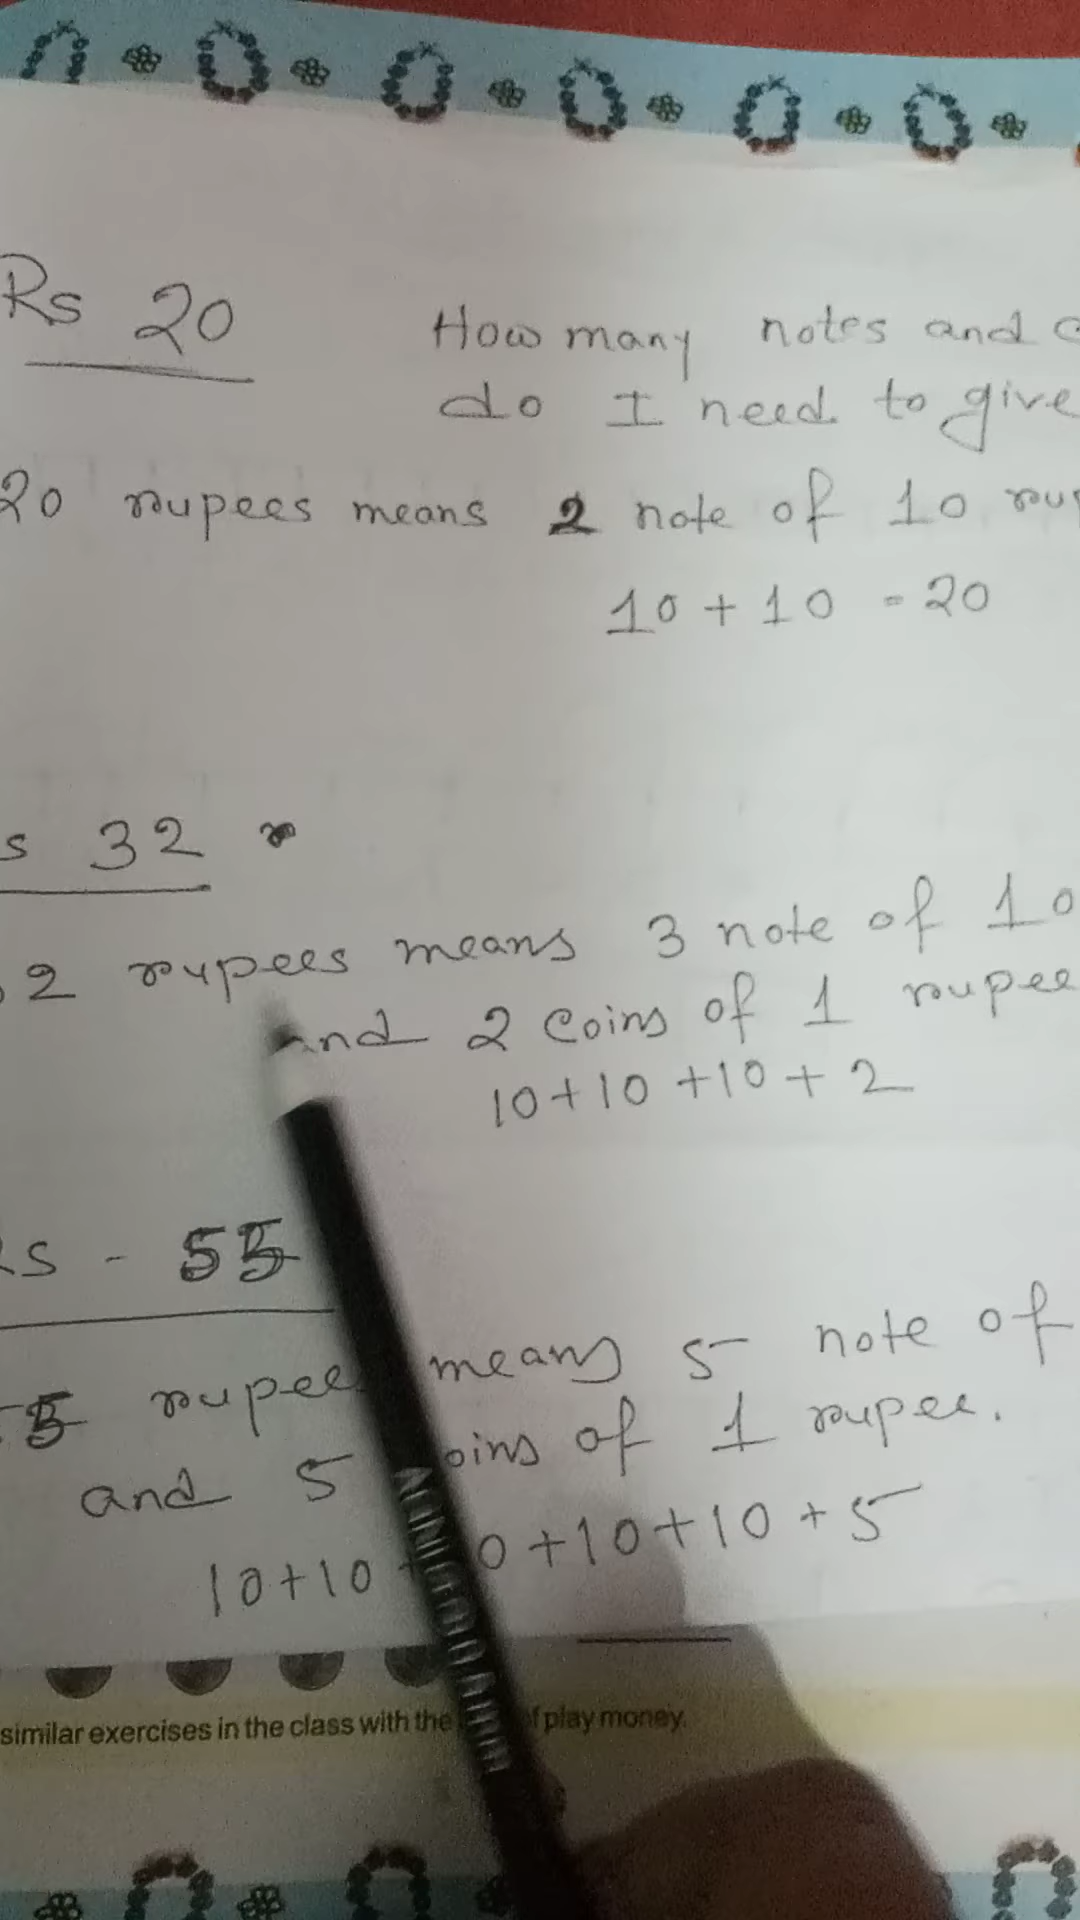 Rs 20
How many notes and
do I need to give
20 rupees means 2 note of 10
10 + 10 = 20
s 32
2 rupees means 3 note of 10
and 2 coins of 1 rupee
10 + 10 + 10 + 2
Rs - 55
5 rupee means 5 note of
and 5 oins of 1 rupee.
10 + 10 + 0 + 10 + 10 + 5
similar exercises in the class with the of play money.